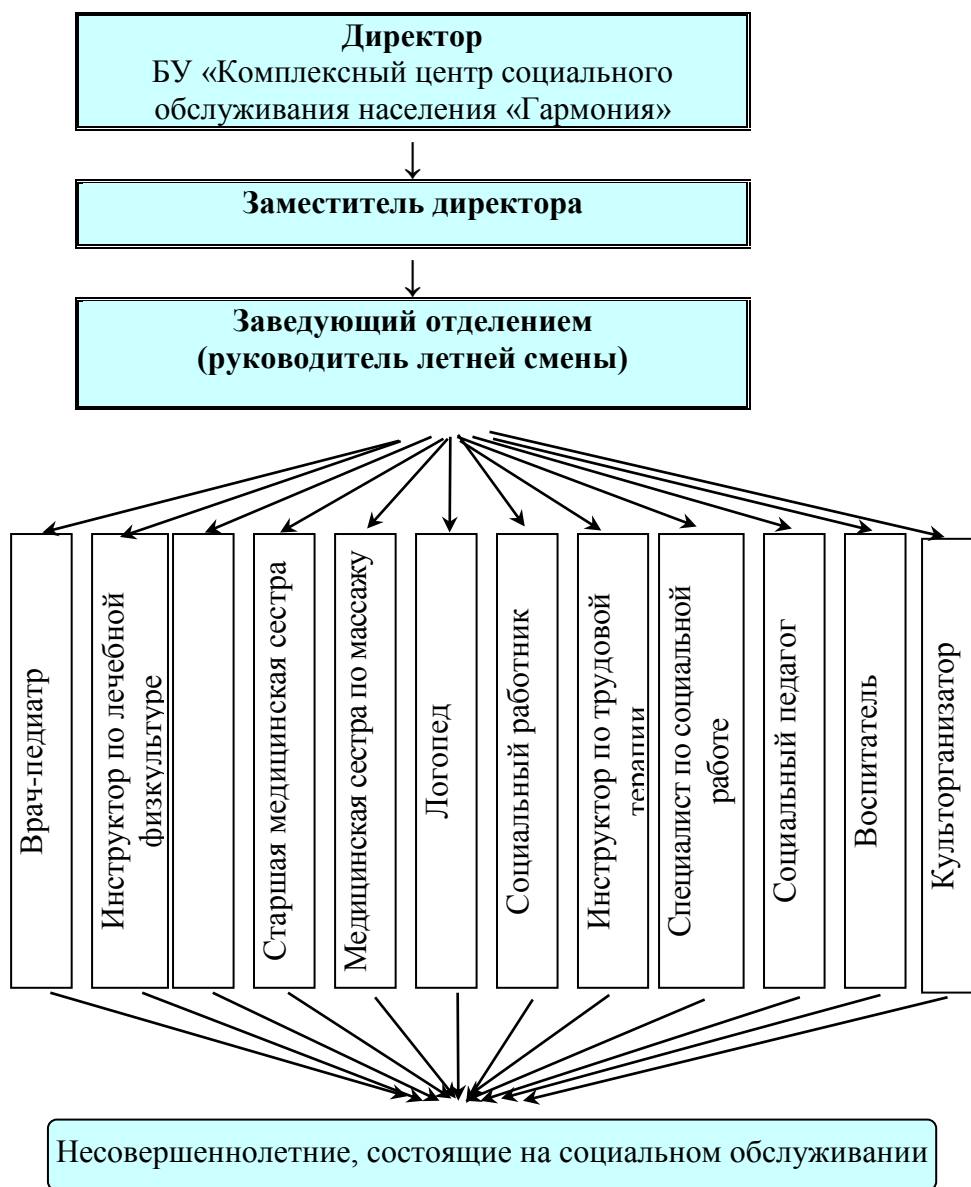 Директор
БУ «Комплексный центр социального
обслуживания населения «Гармония»
↓
Заместитель директора
↓
Заведующий отделением
(руководитель летней смены)
Врач-педиатр
Инструктор по лечебной
физкультуре
Старшая медицинская сестра
Медицинская сестра по массажу
Логопед
Социальный работник
Инструктор по трудовой
терапии
Специалист по социальной
работе
Социальный педагог
Воспитатель
Культорганизатор
Несовершеннолетние, состоящие на социальном обслуживании